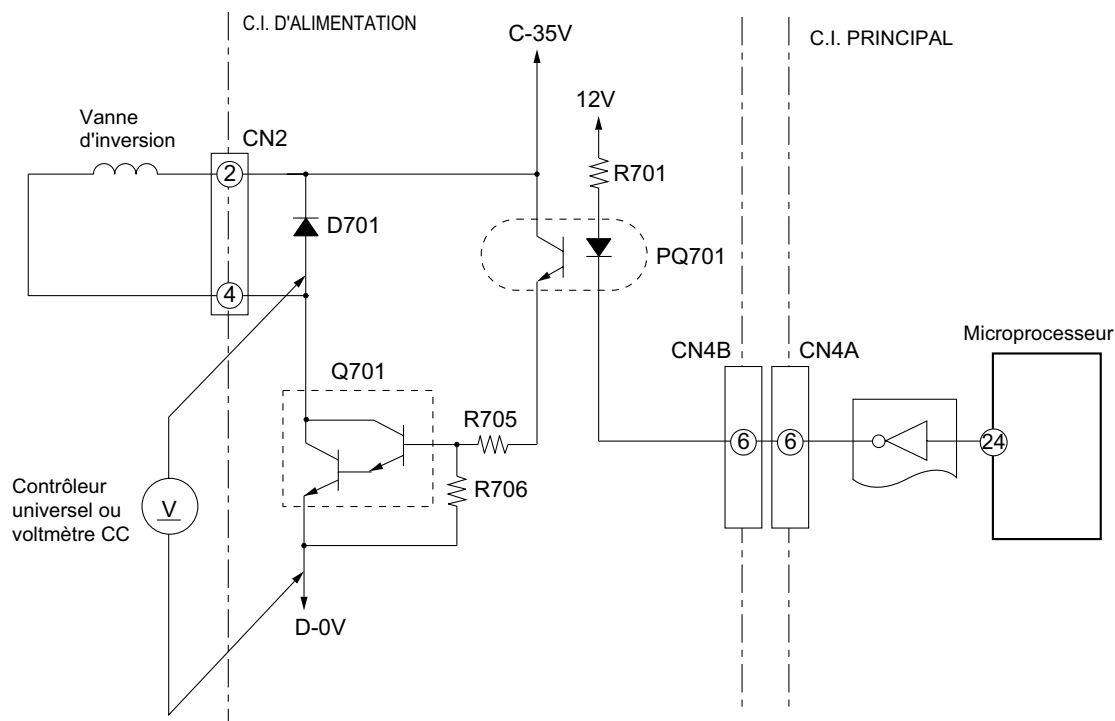 C.I. D'ALIMENTATION
C-35V
C.I. PRINCIPAL
12V
Vanne
d'inversion
CN2
2
R701
D701
PQ701
4
Microprocesseur
CN4B
CN4A
Q701
R705
6
6
24
R706
Contrôleur
universel ou
voltmètre CC
V
D-0V